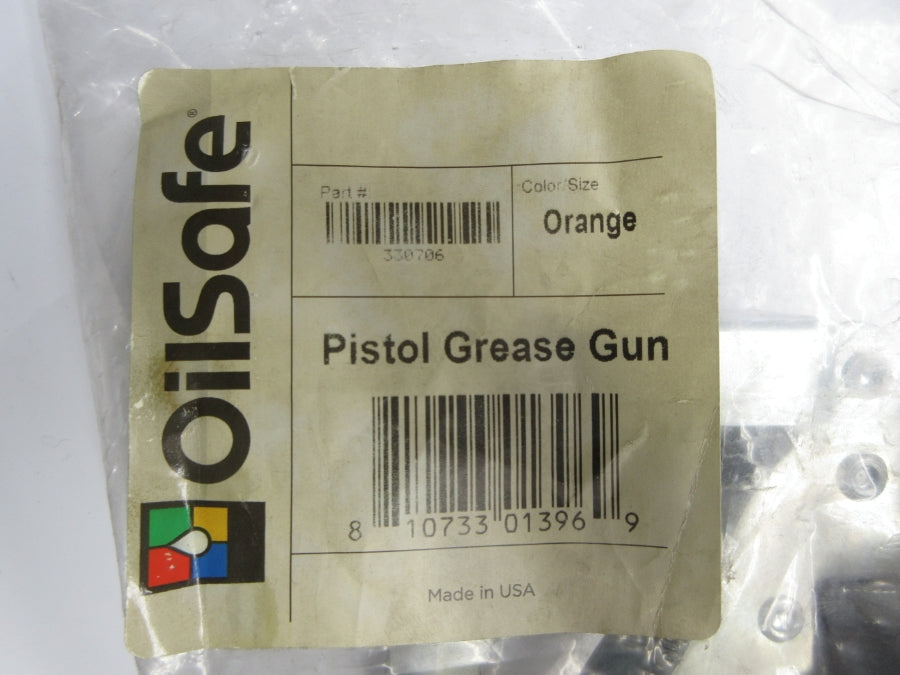 OilSafe®
Part #
330706
Color/Size
Orange
Pistol Grease Gun
8 10733 01396 9
Made in USA